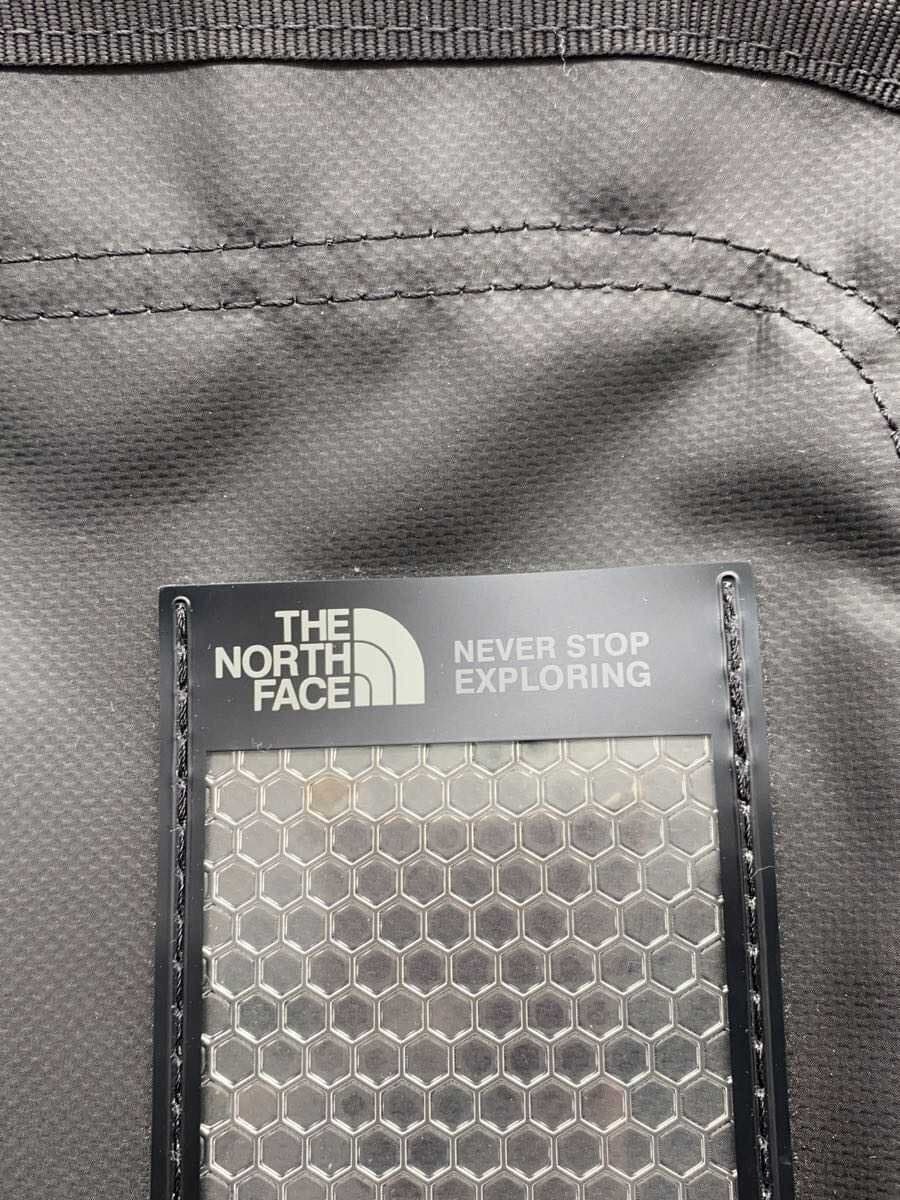 THE
NORTH
FACE
NEVER STOP
EXPLORING